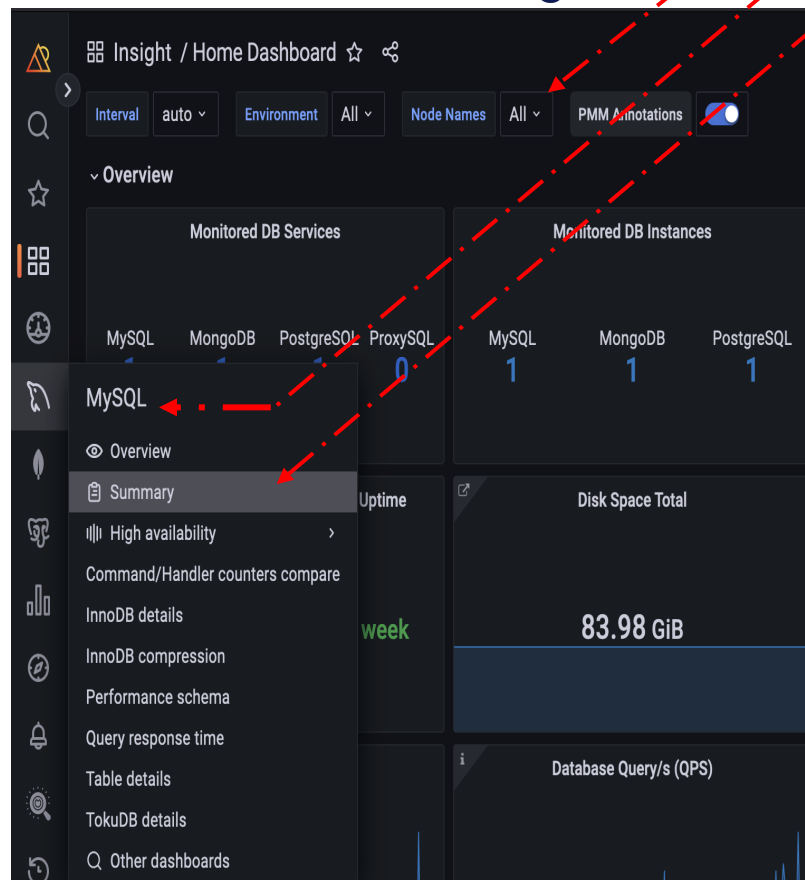 Insight / Home Dashboard
Interval auto Environment All Node Names All PMM Annotations
Overview
Monitored DB Services
MySQL MongoDB PostgreSQL ProxySQL
0
Monitored DB Instances
MySQL MongoDB PostgreSQL
1 1 1
MySQL
Overview
Summary
High availability
Command/Handler counters compare
InnoDB details
InnoDB compression
Performance schema
Query response time
Table details
TokuDB details
Other dashboards
Uptime
week
Disk Space Total
83.98 GiB
Database Query/s (QPS)